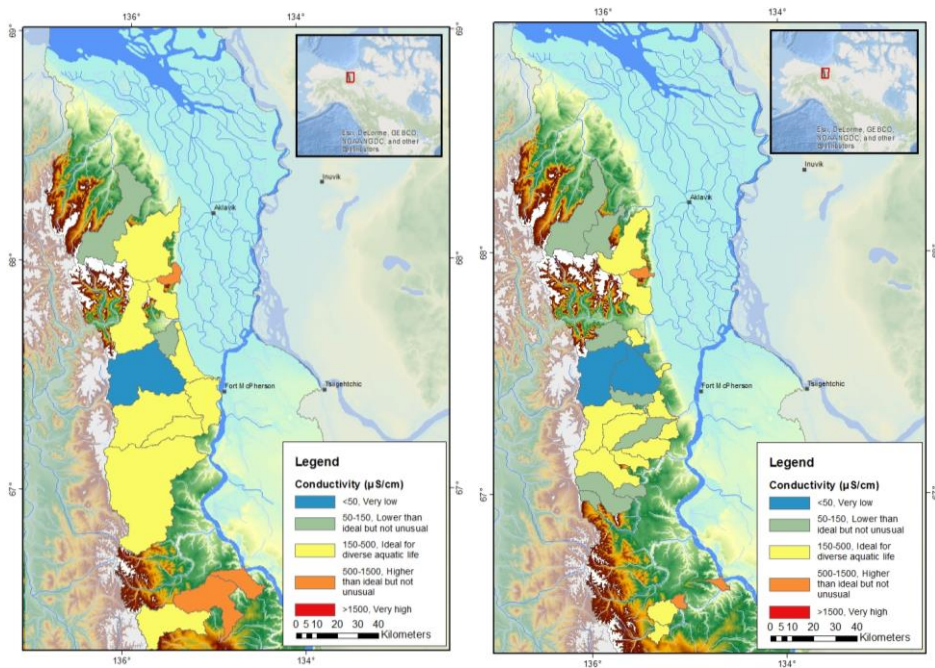 136°
134°
69°
Esri, DeLorme, GEBCO,
NOAA NGDC, and other
contributors
Inuvik
Aklavik
68°
Fort McPherson
Tsiigehtchic
67°
Legend
Conductivity (µS/cm)
<50, Very low
50-150, Lower than
ideal but not unusual
150-500, Ideal for
diverse aquatic life
500-1500, Higher
than ideal but not
unusual
>1500, Very high
0 5 10 20 30 40
Kilometers
136°
134°
136°
134°
69°
Esri, DeLorme, GEBCO,
NOAA NGDC, and other
contributors
Inuvik
Aklavik
68°
Fort McPherson
Tsiigehtchic
67°
Legend
Conductivity (µS/cm)
<50, Very low
50-150, Lower than
ideal but not unusual
150-500, Ideal for
diverse aquatic life
500-1500, Higher
than ideal but not
unusual
>1500, Very high
0 5 10 20 30 40
Kilometers
136°
134°